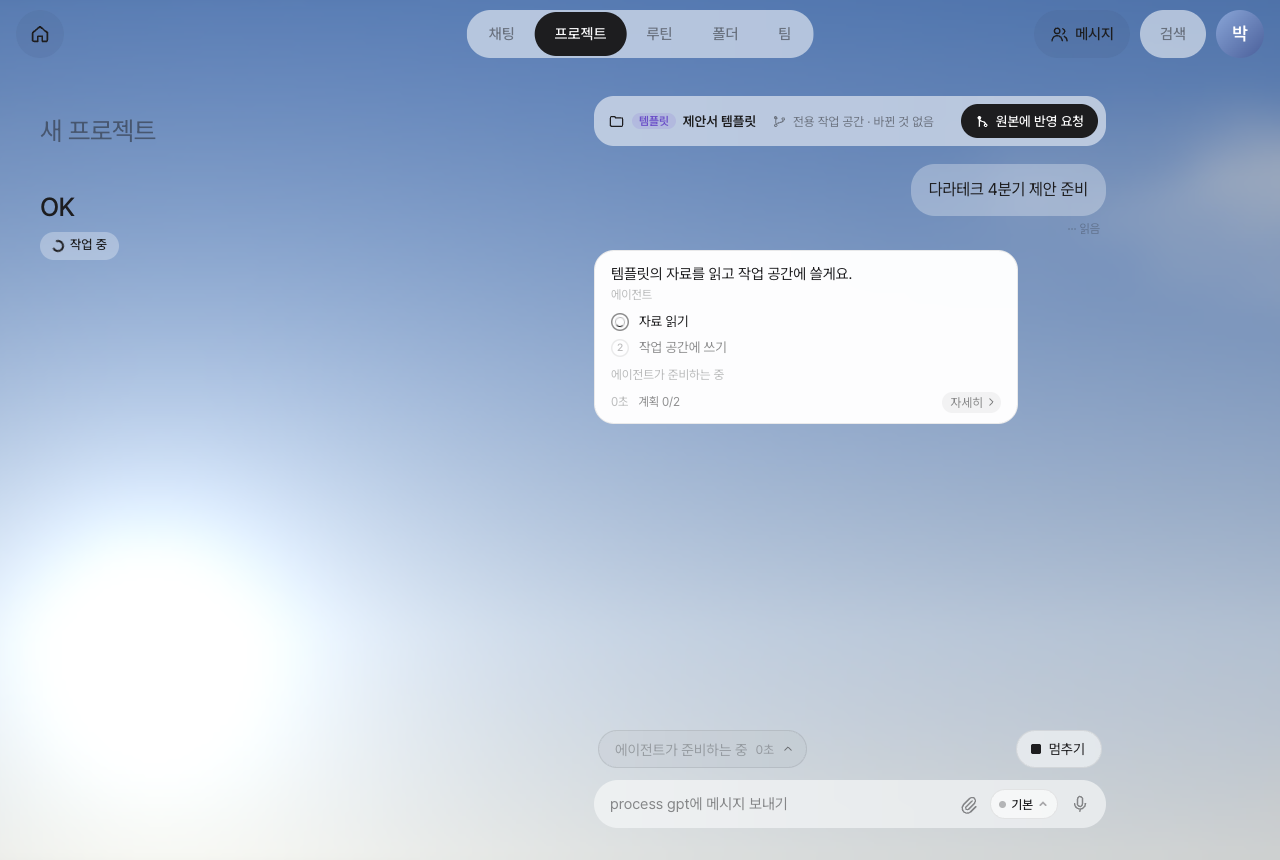 채팅
프로젝트
루틴
폴더
팀
메시지
검색
박
새 프로젝트
OK
작업 중
템플릿 제안서 템플릿 전용 작업 공간 · 바뀐 것 없음 원본에 반영 요청
다라테크 4분기 제안 준비
읽음
템플릿의 자료를 읽고 작업 공간에 쓸게요.
에이전트
자료 읽기
2 작업 공간에 쓰기
에이전트가 준비하는 중
0초 계획 0/2 자세히
에이전트가 준비하는 중 0초
멈추기
process gpt에 메시지 보내기
기본